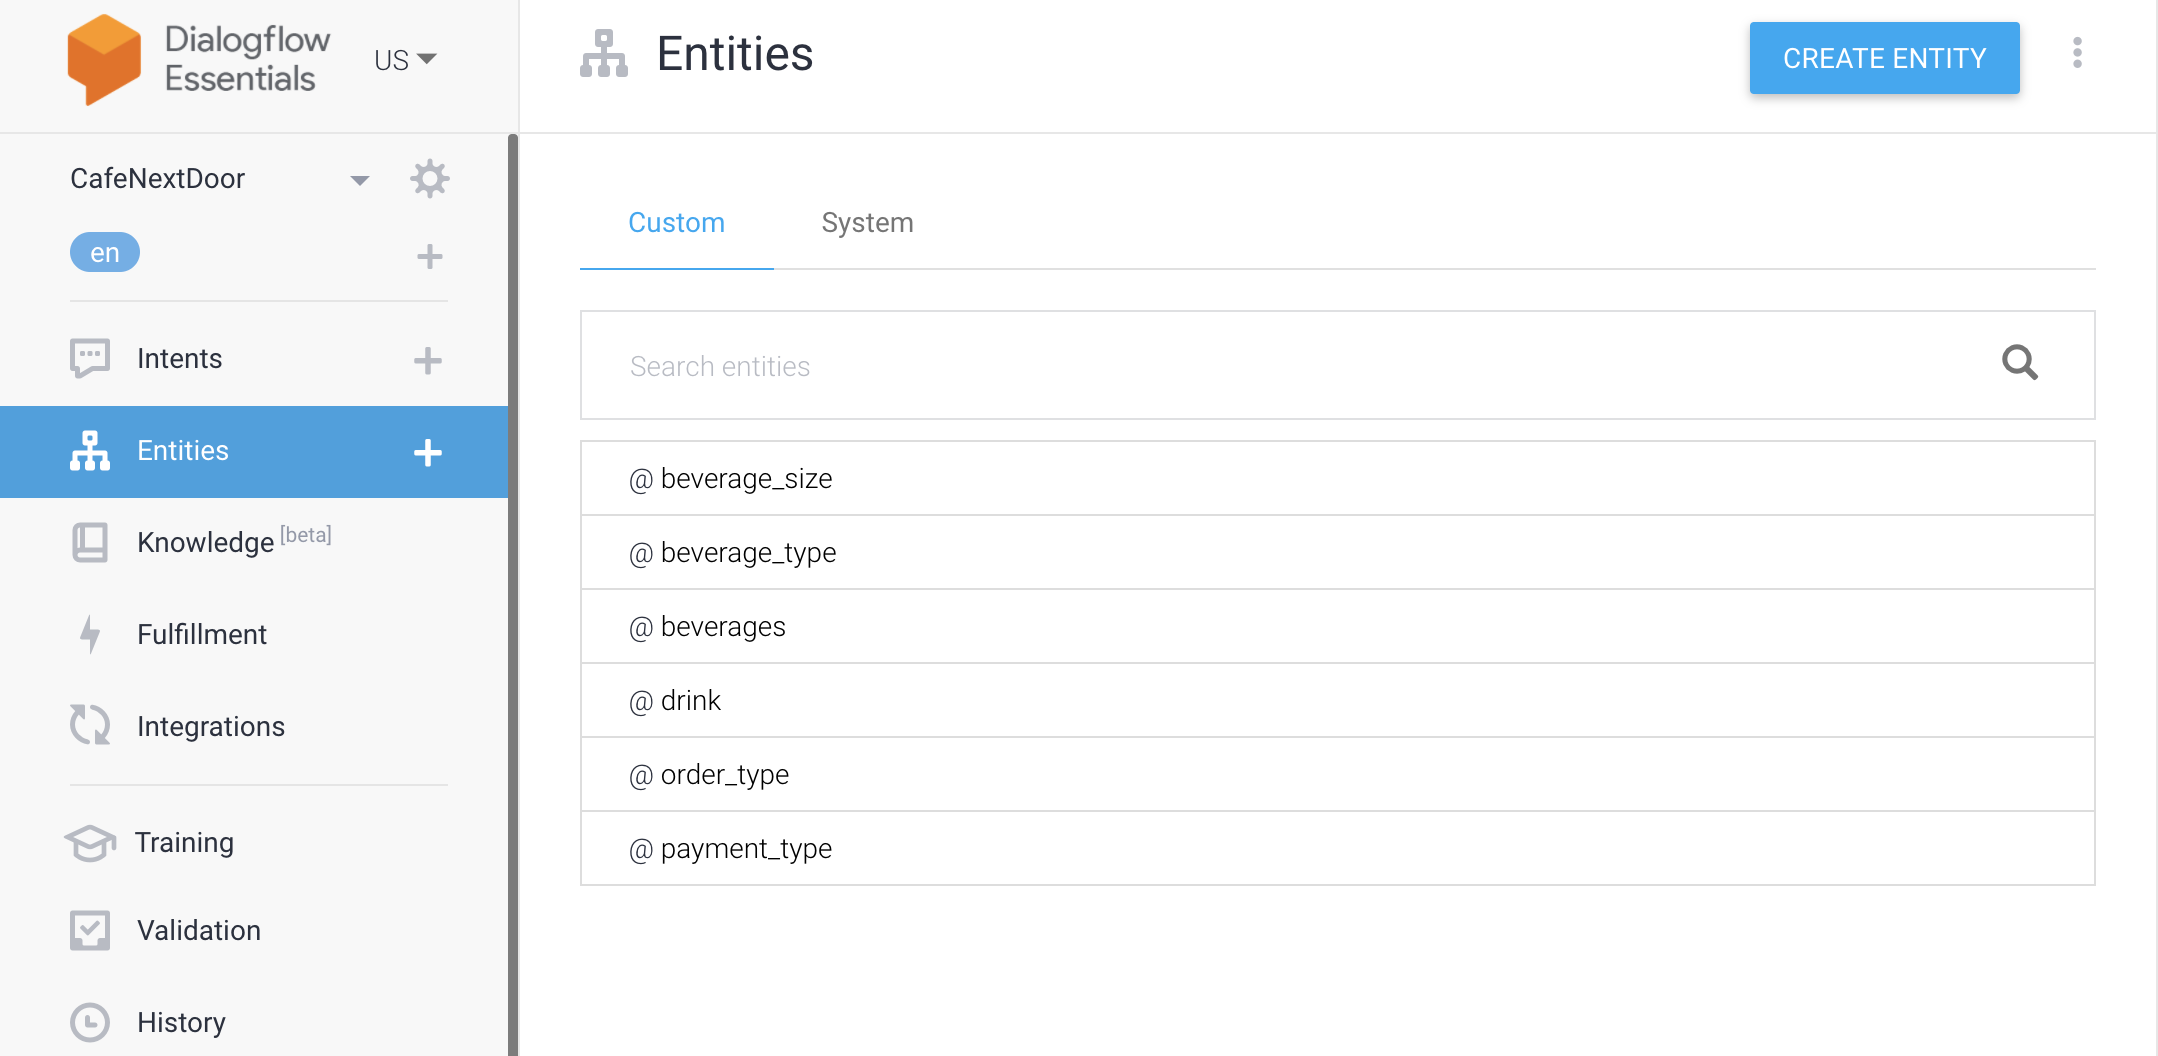 Dialogflow
Essentials
US
CafeNextDoor
en
Intents
Entities
Knowledge [beta]
Fulfillment
Integrations
Training
Validation
History
Entities
CREATE ENTITY
Custom
System
Search entities
@ beverage_size
@ beverage_type
@ beverages
@ drink
@ order_type
@ payment_type